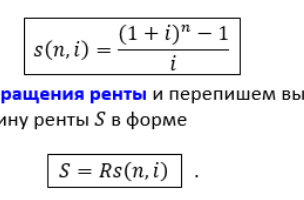 s(n, i) = ((1 + i)^n − 1) / i
ращения ренты и перепишем вы
ину ренты S в форме
S = Rs(n, i) .